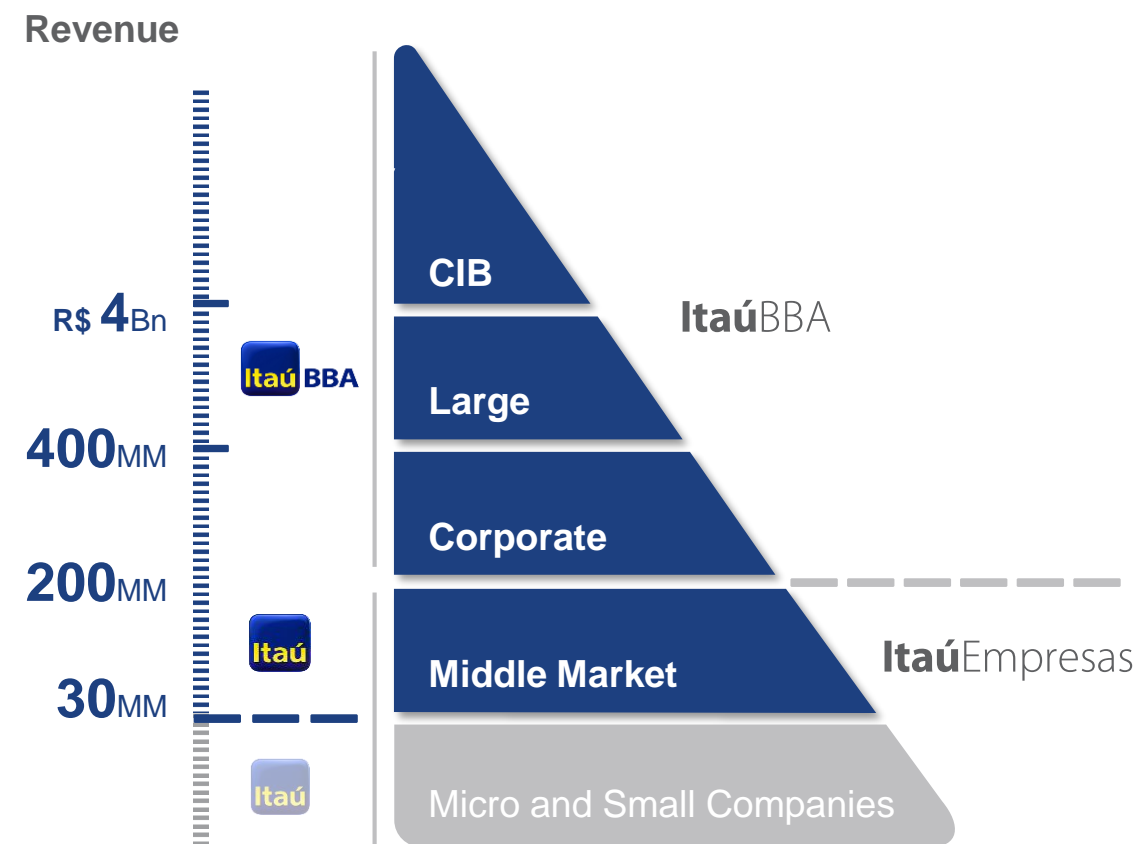 Revenue
CIB
R$ 4Bn
ItaúBBA
Itaú BBA
Large
400MM
Corporate
200MM
Itaú
ItaúEmpresas
Middle Market
30MM
Itaú
Micro and Small Companies